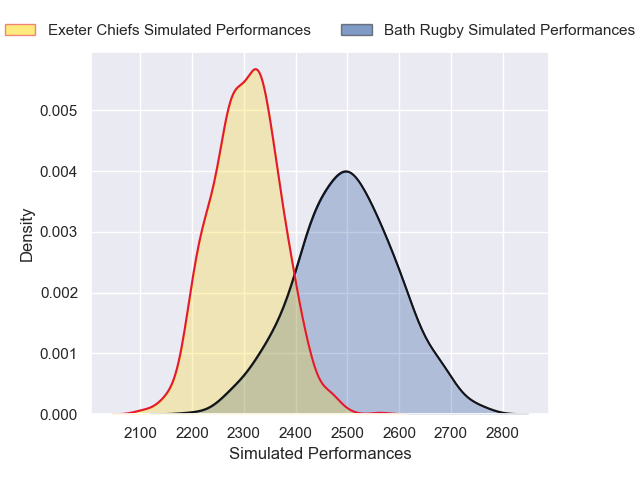 Exeter Chiefs Simulated Performances Bath Rugby Simulated Performances
0.005
0.004
0.003
0.002
0.001
0.000
Density
2100 2200 2300 2400 2500 2600 2700 2800
Simulated Performances